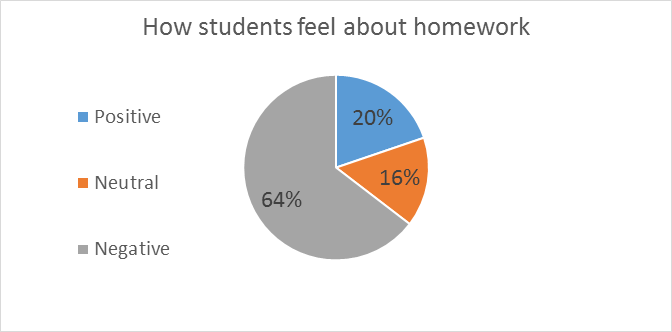 How students feel about homework
Positive
Neutral
Negative
20%
16%
64%